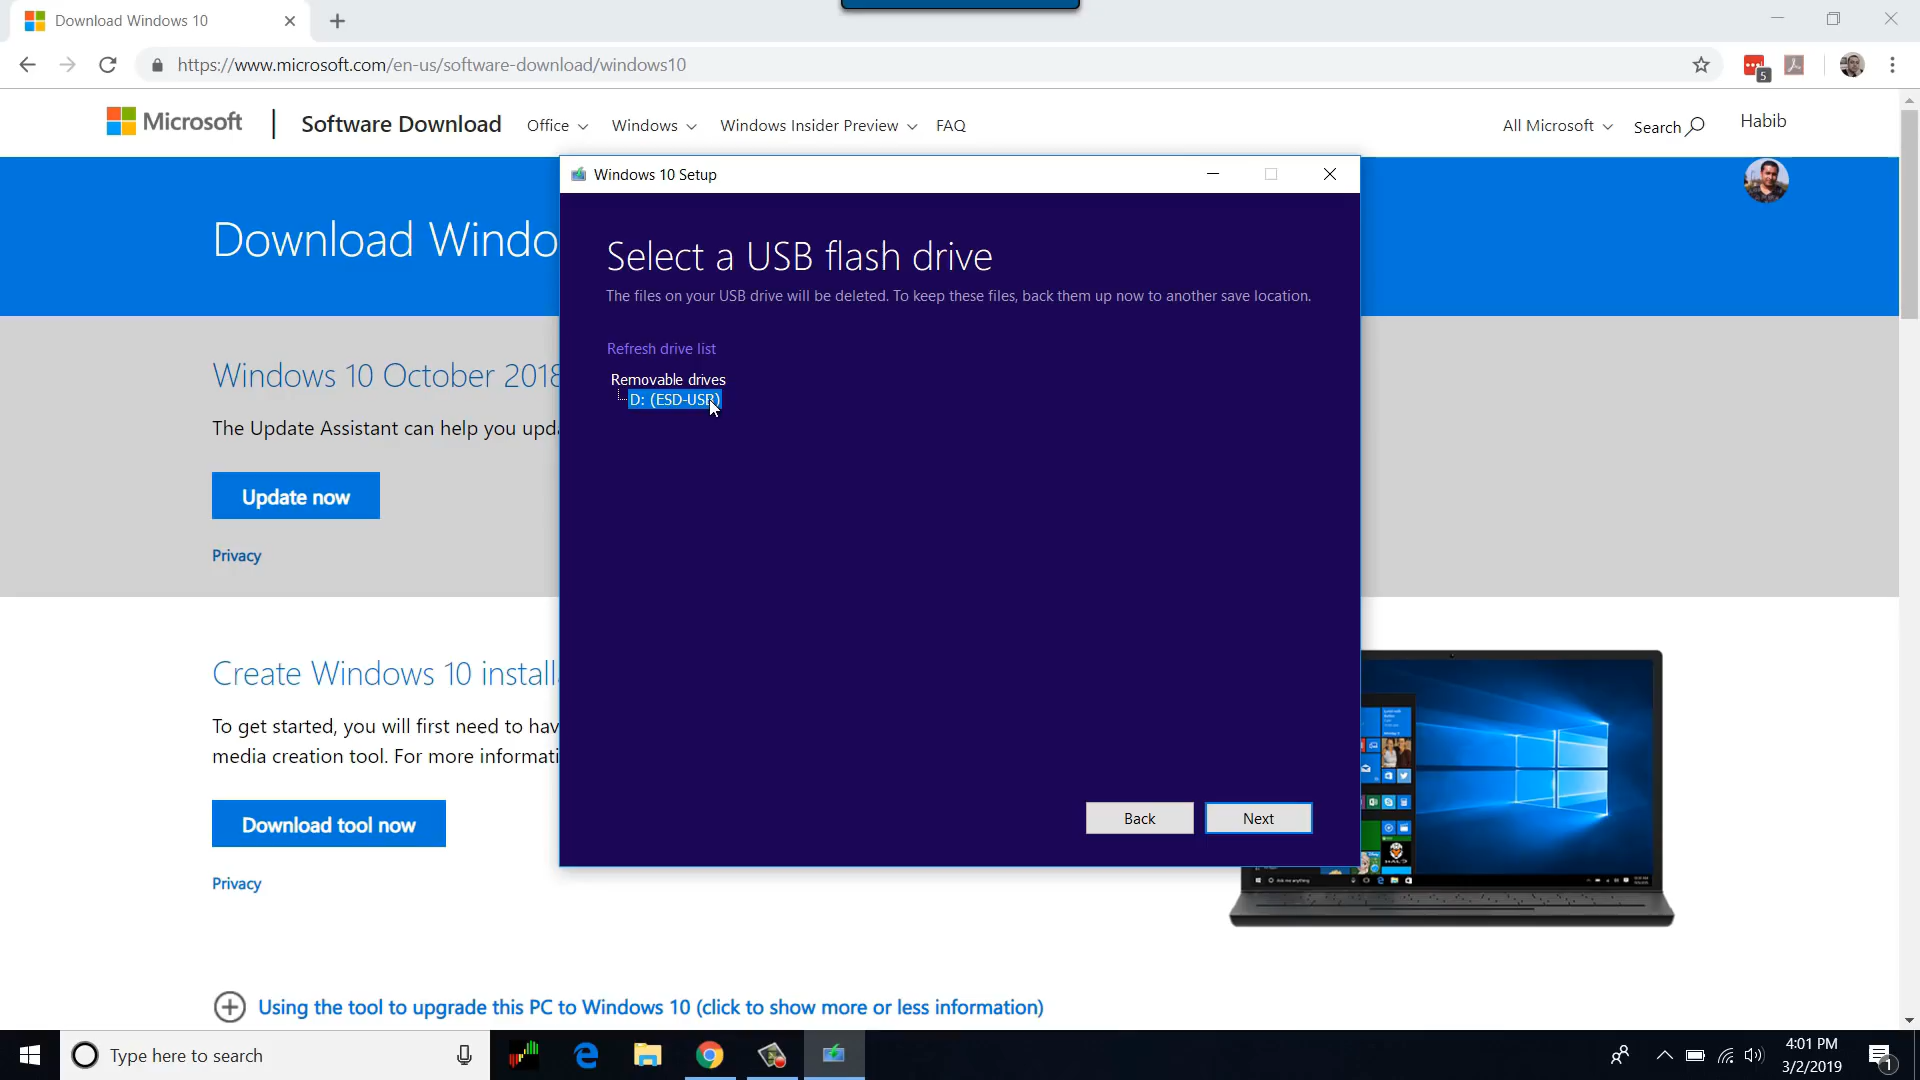 Download Windows 10
https://www.microsoft.com/en-us/software-download/windows10
5
Microsoft
Software Download
Office
Windows
Windows Insider Preview
FAQ
All Microsoft
Search
Habib
Download Windo
Windows 10 Setup
Select a USB flash drive
The files on your USB drive will be deleted. To keep these files, back them up now to another save location.
Refresh drive list
Removable drives
D: (ESD-USB)
Back
Next
Windows 10 October 2018
The Update Assistant can help you upda
Update now
Privacy
Create Windows 10 installa
To get started, you will first need to hav
media creation tool. For more informati
Download tool now
Privacy
Using the tool to upgrade this PC to Windows 10 (click to show more or less information)
Type here to search
4:01 PM
3/2/2019
1